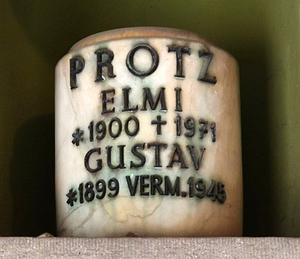 PROTZ
ELMI
*1900 † 1971
GUSTAV
*1899 VERM.1945